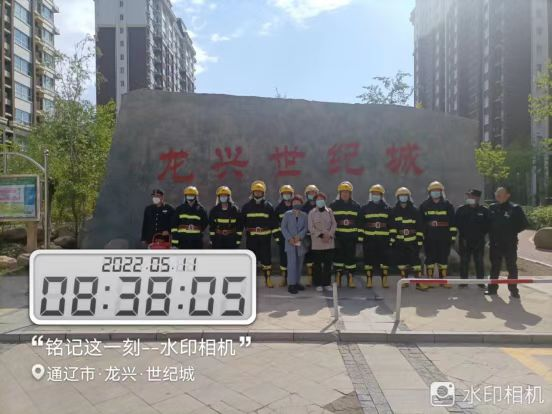 龙兴世纪城
2022-05-11
08:38:05
“铭记这一刻--水印相机”
通辽市·龙兴·世纪城
水印相机